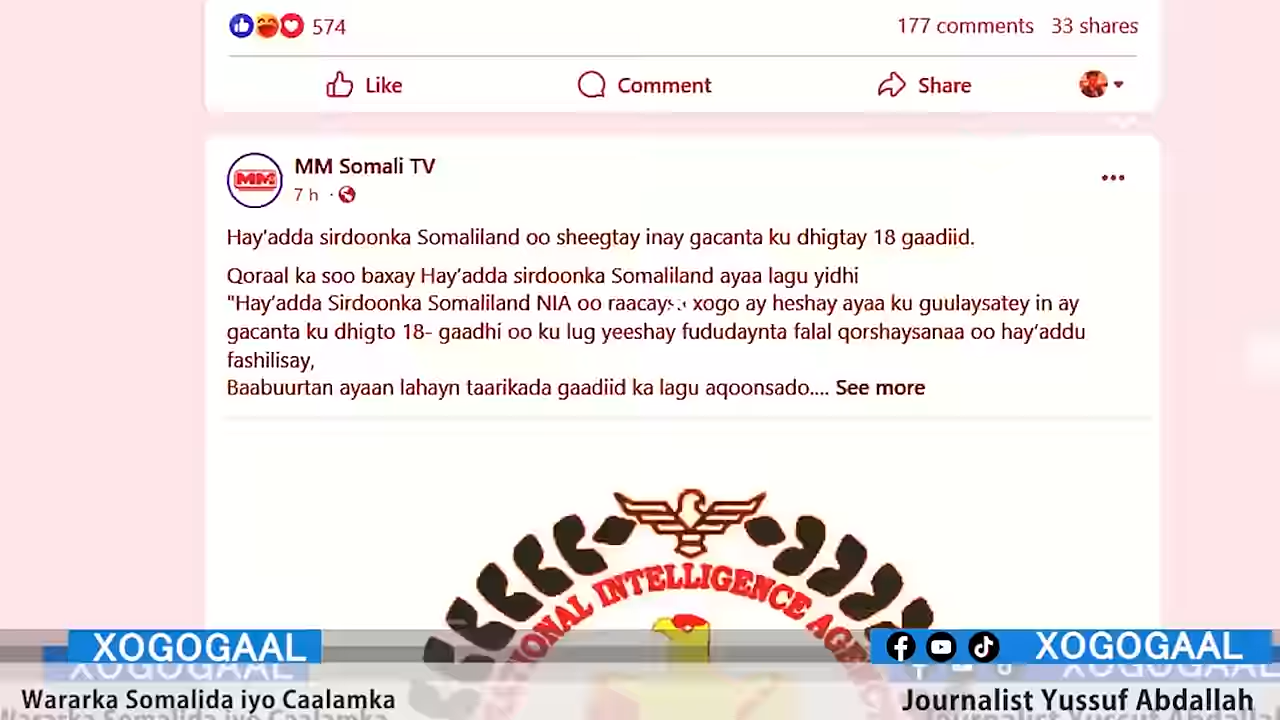 574
177 comments 33 shares
Like Comment Share
MM Somali TV
MM
7 h
Hay'adda sirdoonka Somaliland oo sheegtay inay gacanta ku dhigtay 18 gaadiid.
Qoraal ka soo baxay Hay'adda sirdoonka Somaliland ayaa lagu yidhi
"Hay'adda Sirdoonka Somaliland NIA oo raacaysa xogo ay heshay ayaa ku guulaysatey in ay
gacanta ku dhigto 18- gaadhi oo ku lug yeeshay fududaynta falal qorshaysanaa oo hay'addu
fashilisay,
Baabuurtan ayaan lahayn taarikada gaadiid ka lagu aqoonsado.... See more
INTELLIGENCE
XOGOGAAL
XOGOGAAL
Wararka Somalida iyo Caalamka
Journalist Yussuf Abdallah